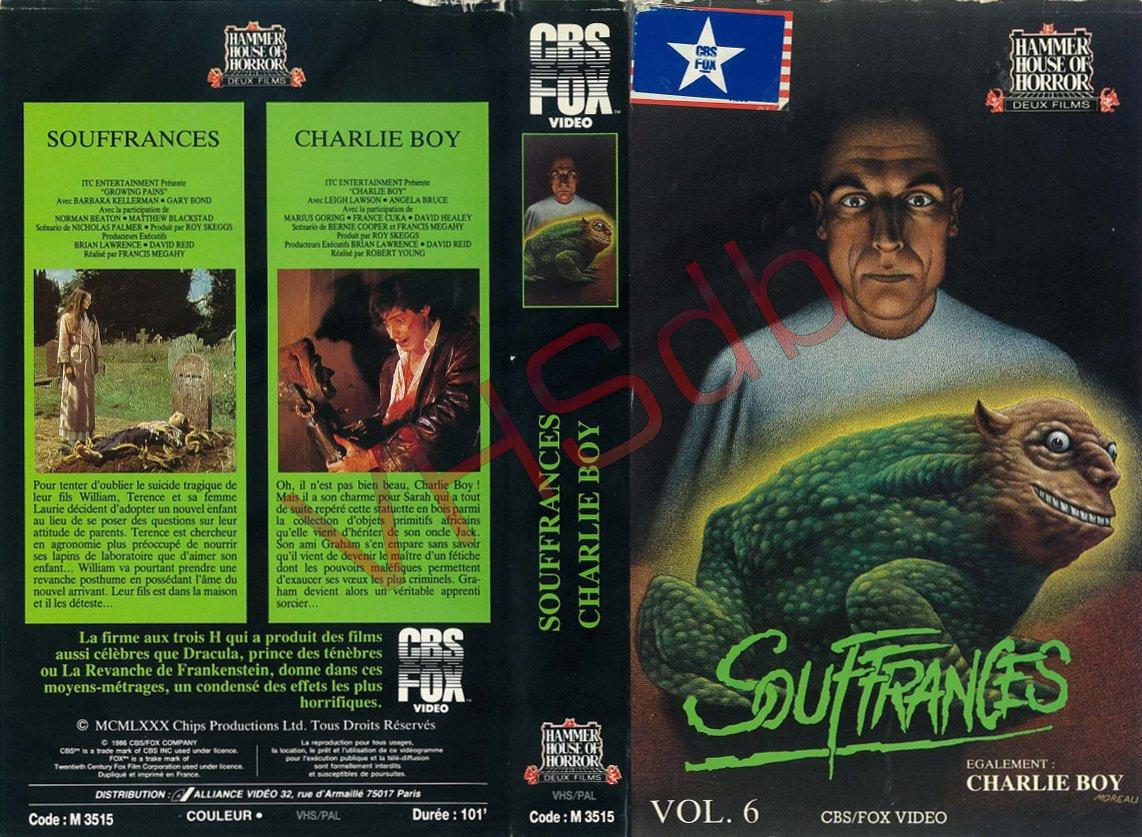 HAMMER
HOUSE OF
HORROR
DEUX FILMS
SOUFFRANCES
ITC ENTERTAINMENT Présente
"GROWING PAINS"
Avec BARBARA KELLERMAN • GARY BOND
Avec la participation de
NORMAN BEATON • MATTHEW BLACKSTAD
Scénario de NICHOLAS PALMER • Produit par ROY SKEGGS
Producteurs Exécutifs
BRIAN LAWRENCE • DAVID REID
Réalisé par FRANCIS MEGAHY
Pour tenter d'oublier le suicide tragique de
leur fils William, Terence et sa femme
Laurie décident d'adopter un nouvel enfant
au lieu de se poser des questions sur leur
attitude de parents. Terence est chercheur
en agronomie plus préoccupé de nourrir
ses lapins de laboratoire que d'aimer son
enfant... William va pourtant prendre une
revanche posthume en possédant l'âme du
nouvel arrivant. Leur fils est dans la maison
et il les déteste...
CHARLIE BOY
ITC ENTERTAINMENT Présente
"CHARLIE BOY"
Avec LEIGH LAWSON • ANGELA BRUCE
Avec la participation de
MARIUS GORING • FRANCE CUKA • DAVID HEALEY
Scénario de BERNIE COOPER et FRANCIS MEGAHY
Produit par ROY SKEGGS
Producteurs Exécutifs BRIAN LAWRENCE • DAVID REID
Réalisé par ROBERT YOUNG
Oh, il n'est pas bien beau, Charlie Boy !
Mais il a son charme pour Sarah qui a tout
de repéré cette statuette en bois parmi
la collection d'objets primitifs africains
qu'elle vient d'hériter de son oncle Jack.
Son ami Graham s'en empare sans savoir
qu'il vient de devenir le maître d'un fétiche
dont les pouvoirs maléfiques permettent
d'exaucer ses vœux les plus criminels. Gra-
ham devient alors un véritable apprenti
sorcier...
La firme aux trois H qui a produit des films
aussi célèbres que Dracula, prince des ténèbres
ou La Revanche de Frankenstein, donne dans ces
moyens-métrages, un condensé des effets les plus
horrifiques.
CBS
FOX
VIDEO
© MCMLXXX Chips Productions Ltd. Tous Droits Réservés
© 1986 CBS/FOX COMPANY
CBS™ is a trade mark of CBS INC used under licence.
FOX™ is a trake mark of
Twentieth Century Fox Film Corporation used under licence.
Dupliqué et imprimé en France.
La reproduction pour tous usages,
la location, le prêt et l'utilisation de ce vidéogramme
pour l'exécution publique et la télé-diffusion
sont formellement interdits
et susceptibles de poursuites.
DISTRIBUTION : ALLIANCE VIDÉO 32, rue d'Armaillé 75017 Paris
Code : M 3515 COULEUR • VHS/PAL Durée : 101'
CBS
FOX™
VIDEO
SOUFFRANCES
CHARLIE BOY
HAMMER
HOUSE OF
HORROR
DEUX FILMS
VHS/PAL
Code : M 3515
CBS
FOX
VIDEO
HAMMER
HOUSE OF
HORROR
DEUX FILMS
SOUFFRANCES
EGALEMENT :
CHARLIE BOY
MOREAU
VOL. 6 CBS/FOX VIDEO
VHSdb